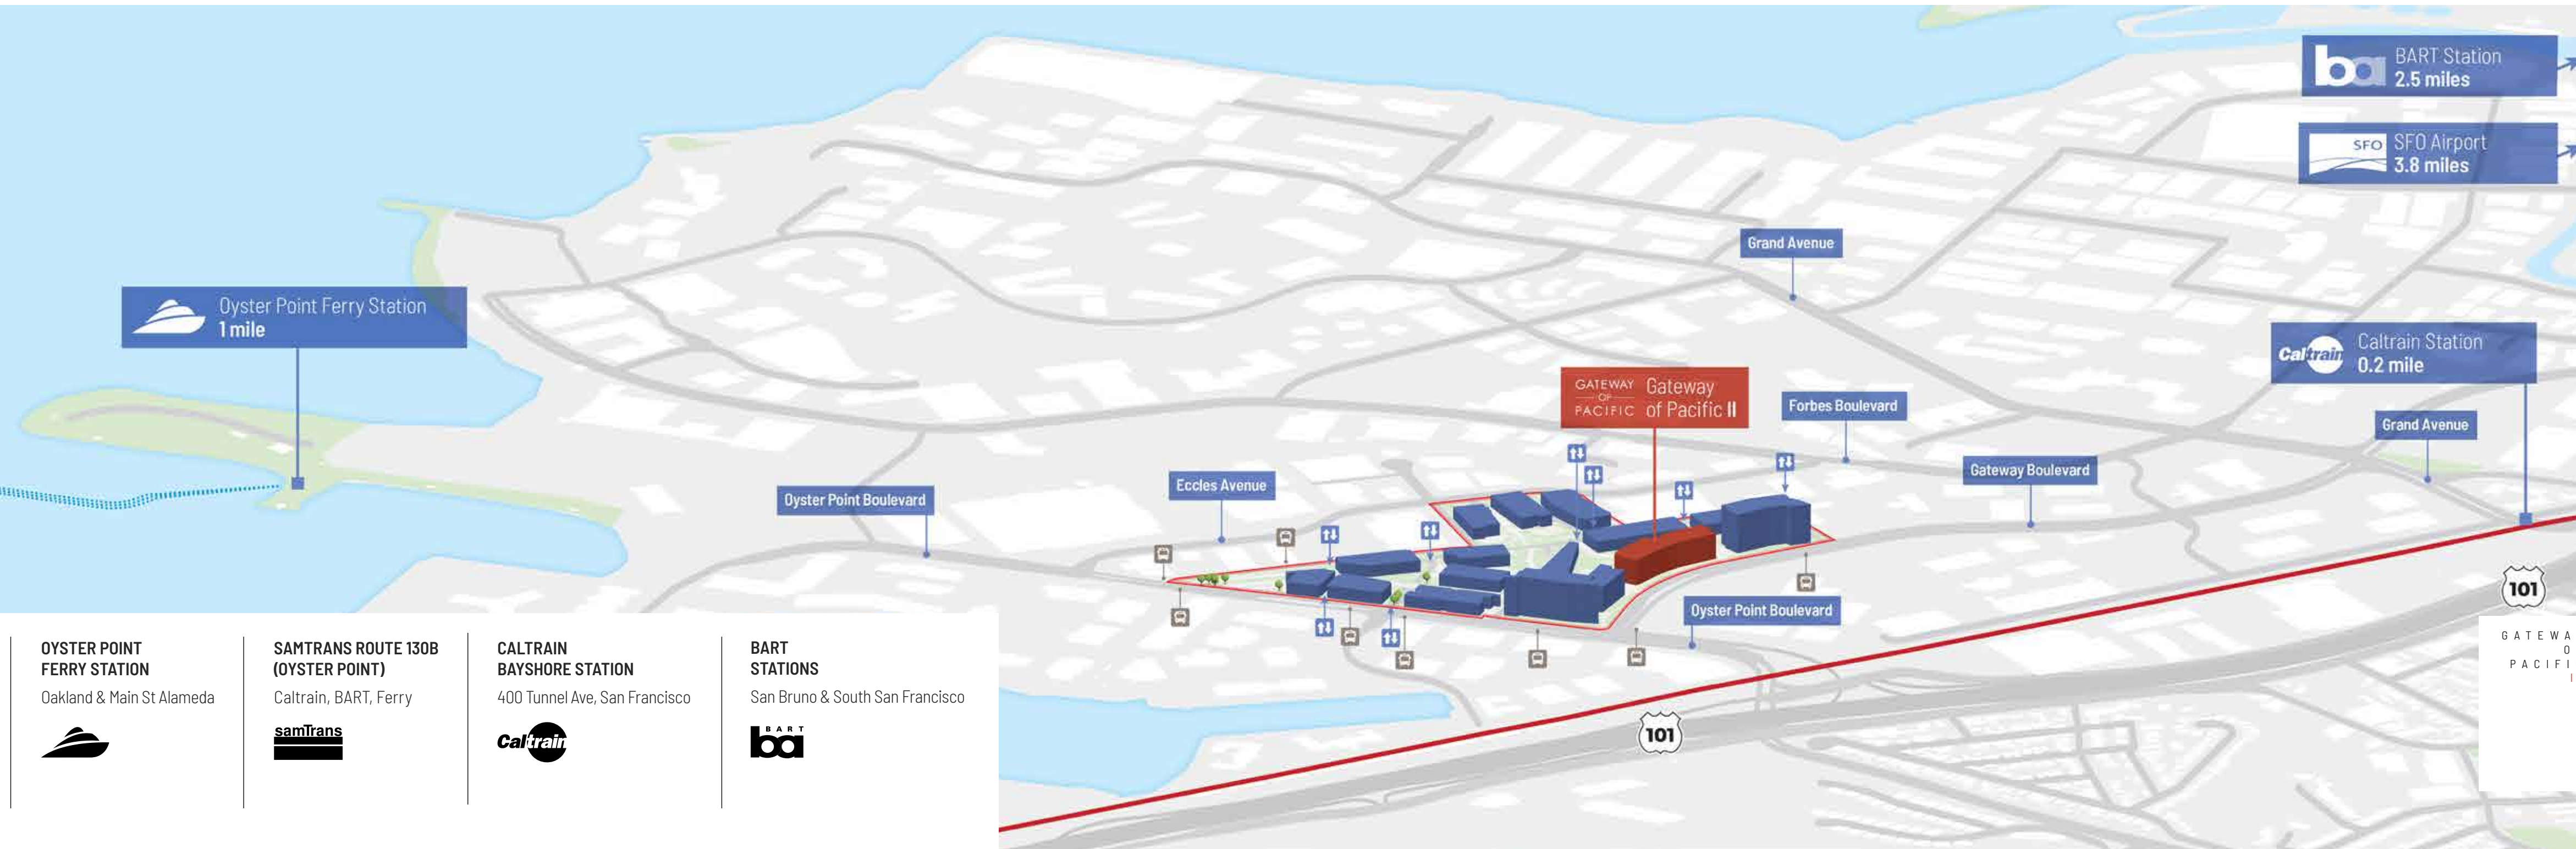 BART Station
2.5 miles
SFO
SFO Airport
3.8 miles
Grand Avenue
Oyster Point Ferry Station
1 mile
Caltrain
Caltrain Station
0.2 mile
GATEWAY
OF
PACIFIC
Gateway
of Pacific II
Forbes Boulevard
Grand Avenue
Gateway Boulevard
Eccles Avenue
Oyster Point Boulevard
Oyster Point Boulevard
101
101
OYSTER POINT
FERRY STATION
Oakland & Main St Alameda
SAMTRANS ROUTE 130B
(OYSTER POINT)
Caltrain, BART, Ferry
samTrans
CALTRAIN
BAYSHORE STATION
400 Tunnel Ave, San Francisco
Caltrain
BART
STATIONS
San Bruno & South San Francisco
BART
ba
GATEWA
O
PACIFI
I